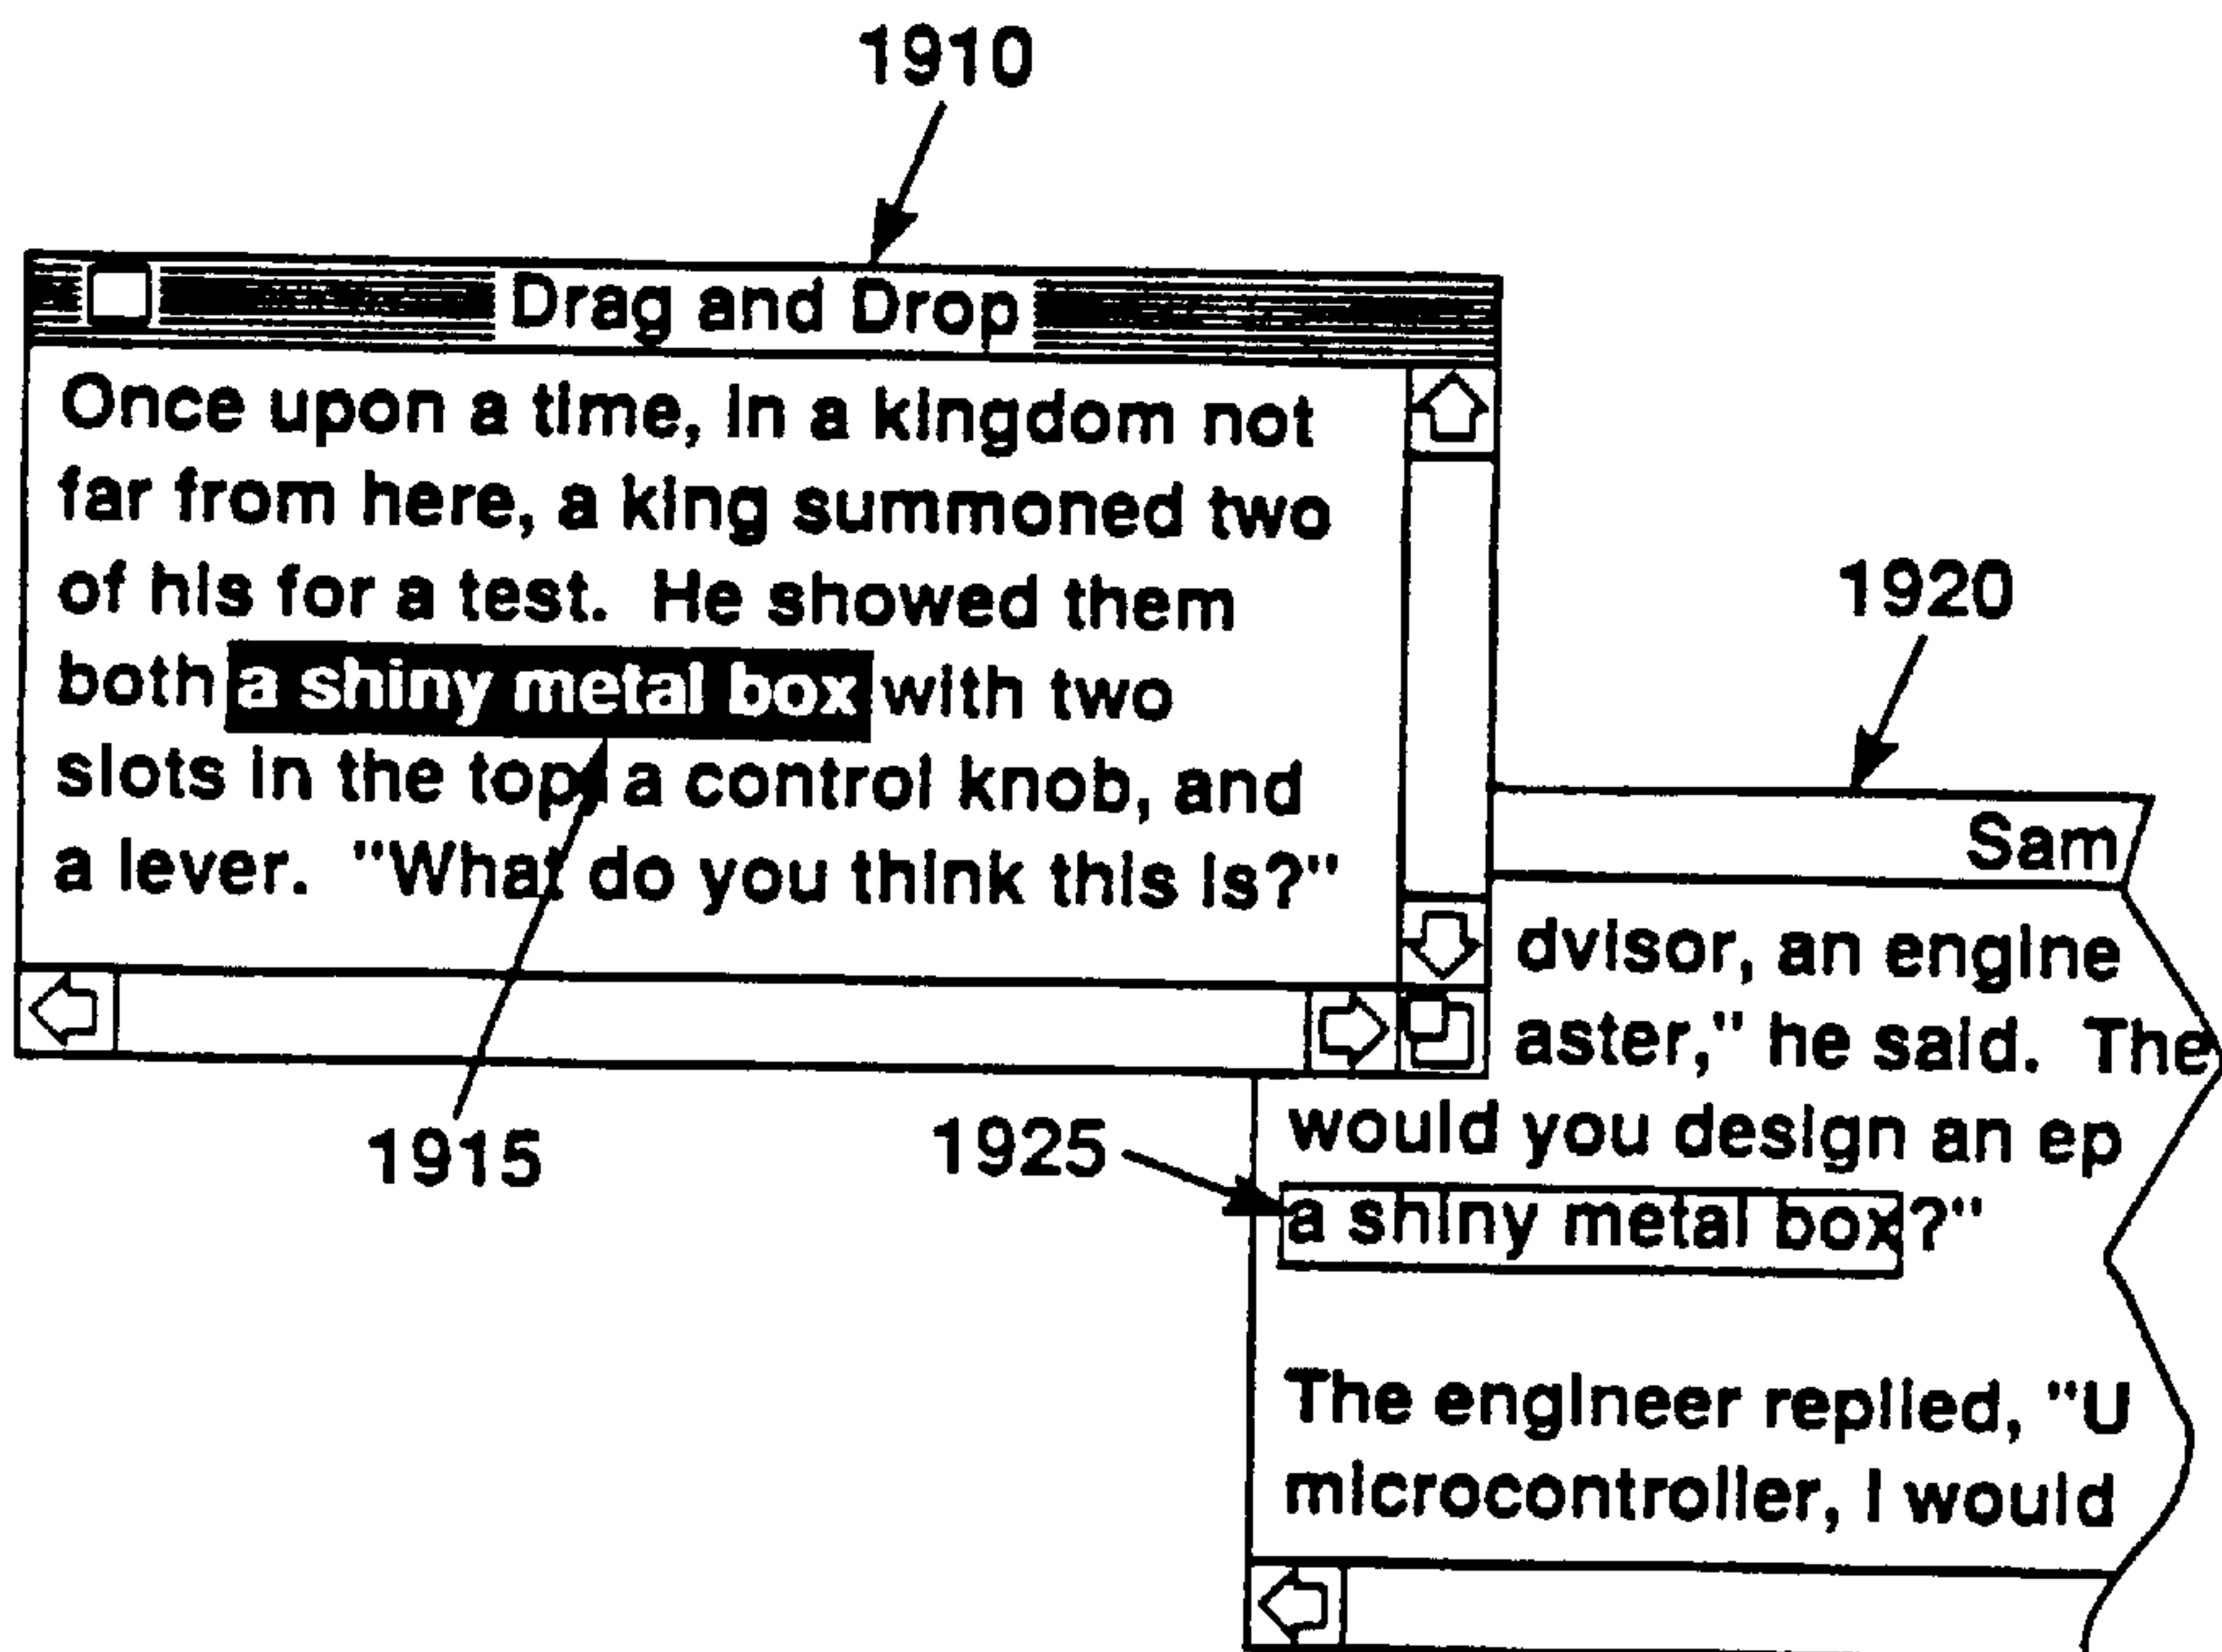 1910
Drag and Drop
Once upon a time, in a kingdom not
far from here, a king summoned two
of his for a test. He showed them
both a shiny metal box with two
slots in the top, a control knob, and
a lever. "What do you think this is?"
1915
1920
Sam
dvisor, an engine
aster," he said. The
would you design an ep
1925
a shiny metal box?"
The engineer replied, "U
microcontroller, I would